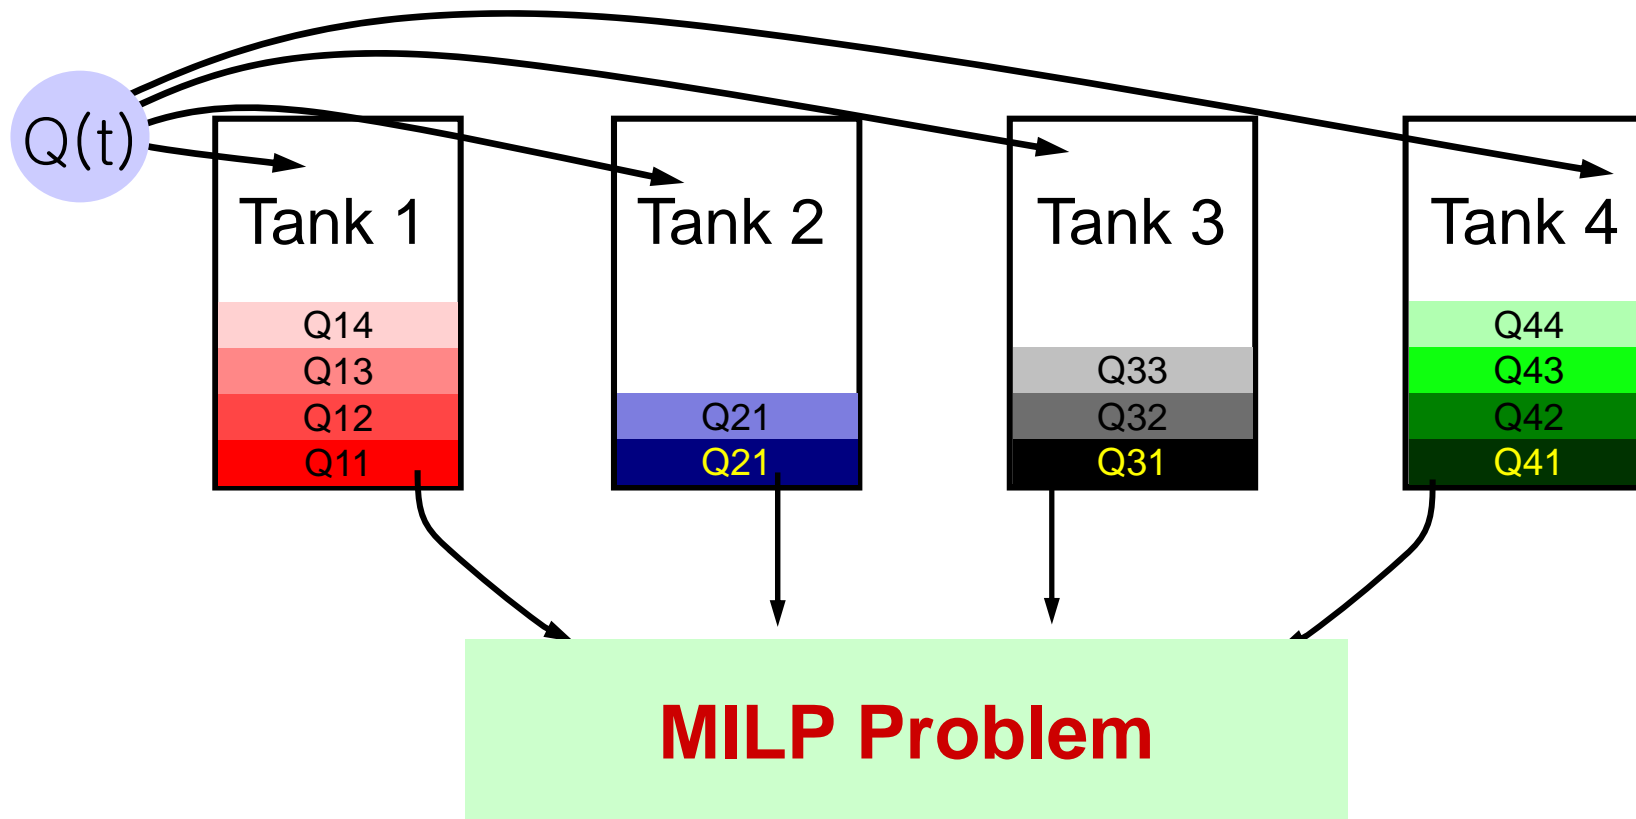 Q(t)
Tank 1
Q14
Q13
Q12
Q11
Tank 2
Q21
Q21
Tank 3
Q33
Q32
Q31
Tank 4
Q44
Q43
Q42
Q41
MILP Problem